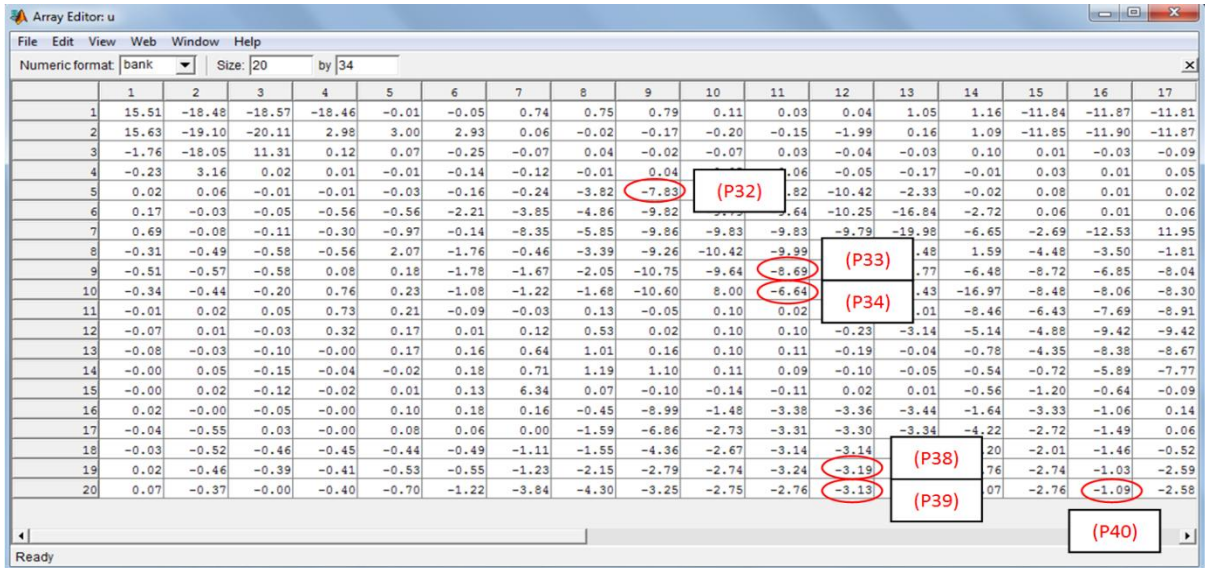 Array Editor: u
File Edit View Web Window Help
Numeric format: bank Size: 20 by 34
1 2 3 4 5 6 7 8 9 10 11 12 13 14 15 16 17
1 15.51 -18.48 -18.57 -18.46 -0.01 -0.05 0.74 0.75 0.79 0.11 0.03 0.04 1.05 1.16 -11.84 -11.87 -11.81
2 15.63 -19.10 -20.11 2.98 3.00 2.93 0.06 -0.02 -0.17 -0.20 -0.15 -1.99 0.16 1.09 -11.85 -11.90 -11.87
3 -1.76 -18.05 11.31 0.12 0.07 -0.25 -0.07 0.04 -0.02 -0.07 0.03 -0.04 -0.03 0.10 0.01 -0.03 -0.09
4 -0.23 3.16 0.02 0.01 -0.01 -0.14 -0.12 -0.01 0.04 .06 -0.05 -0.17 -0.01 0.03 0.01 0.05
5 0.02 0.06 -0.01 -0.01 -0.03 -0.16 -0.24 -3.82 -7.83 (P32) .82 -10.42 -2.33 -0.02 0.08 0.01 0.02
6 0.17 -0.03 -0.05 -0.56 -0.56 -2.21 -3.85 -4.86 -9.82 .64 -10.25 -16.84 -2.72 0.06 0.01 0.06
7 0.69 -0.08 -0.11 -0.30 -0.97 -0.14 -8.35 -5.85 -9.86 -9.83 -9.83 -9.79 -19.98 -6.65 -2.69 -12.53 11.95
8 -0.31 -0.49 -0.58 -0.56 2.07 -1.76 -0.46 -3.39 -9.26 -10.42 -9.99 .48 1.59 -4.48 -3.50 -1.81
9 -0.51 -0.57 -0.58 0.08 0.18 -1.78 -1.67 -2.05 -10.75 -9.64 -8.69 (P33) .77 -6.48 -8.72 -6.85 -8.04
10 -0.34 -0.44 -0.20 0.76 0.23 -1.08 -1.22 -1.68 -10.60 8.00 -6.64 (P34) .43 -16.97 -8.48 -8.06 -8.30
11 -0.01 0.02 0.05 0.73 0.21 -0.09 -0.03 0.13 -0.05 0.10 0.02 .01 -8.46 -6.43 -7.69 -8.91
12 -0.07 0.01 -0.03 0.32 0.17 0.01 0.12 0.53 0.02 0.10 0.10 -0.23 -3.14 -5.14 -4.88 -9.42 -9.42
13 -0.08 -0.03 -0.10 -0.00 0.17 0.16 0.64 1.01 0.16 0.10 0.11 -0.19 -0.04 -0.78 -4.35 -8.38 -8.67
14 -0.00 0.05 -0.15 -0.04 -0.02 0.18 0.71 1.19 1.10 0.11 0.09 -0.10 -0.05 -0.54 -0.72 -5.89 -7.77
15 -0.00 0.02 -0.12 -0.02 0.01 0.13 6.34 0.07 -0.10 -0.14 -0.11 0.02 0.01 -0.56 -1.20 -0.64 -0.09
16 0.02 -0.00 -0.05 -0.00 0.10 0.18 0.16 -0.45 -8.99 -1.48 -3.38 -3.36 -3.44 -1.64 -3.33 -1.06 0.14
17 -0.04 -0.55 0.03 -0.00 0.08 0.06 0.00 -1.59 -6.86 -2.73 -3.31 -3.30 -3.34 -4.22 -2.72 -1.49 0.06
18 -0.03 -0.52 -0.46 -0.45 -0.44 -0.49 -1.11 -1.55 -4.36 -2.67 -3.14 -3.14 .20 -2.01 -1.46 -0.52
19 0.02 -0.46 -0.39 -0.41 -0.53 -0.55 -1.23 -2.15 -2.79 -2.74 -3.24 -3.19 (P38) .76 -2.74 -1.03 -2.59
20 0.07 -0.37 -0.00 -0.40 -0.70 -1.22 -3.84 -4.30 -3.25 -2.75 -2.76 -3.13 (P39) .07 -2.76 -1.09 -2.58
(P40)
Ready